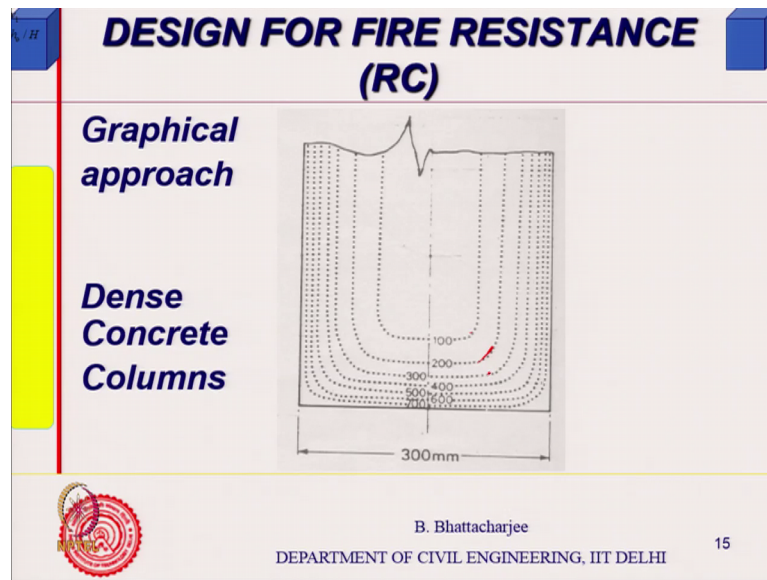 / H
DESIGN FOR FIRE RESISTANCE
(RC)
Graphical
approach
Dense
Concrete
Columns
100
200
300
400
500
600
700
300mm
NPTEL
B. Bhattacharjee
DEPARTMENT OF CIVIL ENGINEERING, IIT DELHI
15